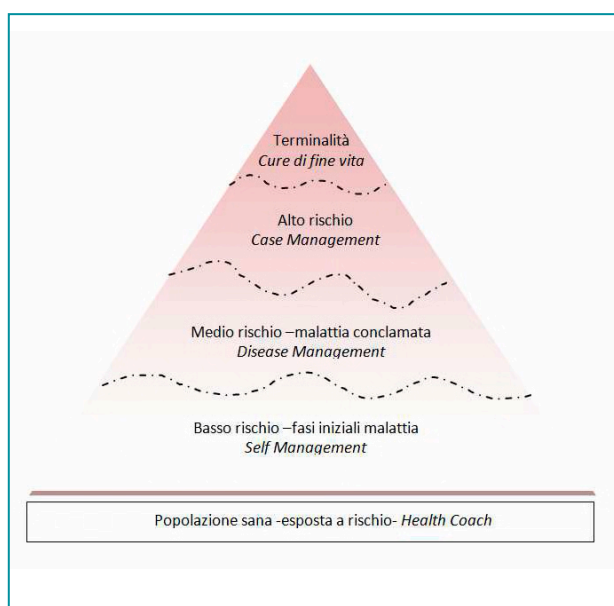 Terminalità
Cure di fine vita
Alto rischio
Case Management
Medio rischio –malattia conclamata
Disease Management
Basso rischio –fasi iniziali malattia
Self Management
Popolazione sana -esposta a rischio- Health Coach